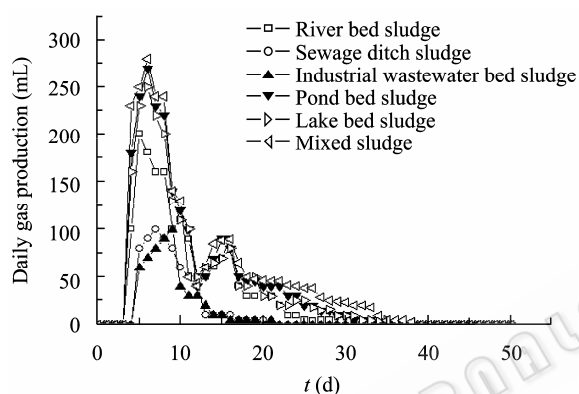 300
250
200
150
100
50
0
Daily gas production (mL)
River bed sludge
Sewage ditch sludge
Industrial wastewater bed sludge
Pond bed sludge
Lake bed sludge
Mixed sludge
0 10 20 30 40 50
t (d)